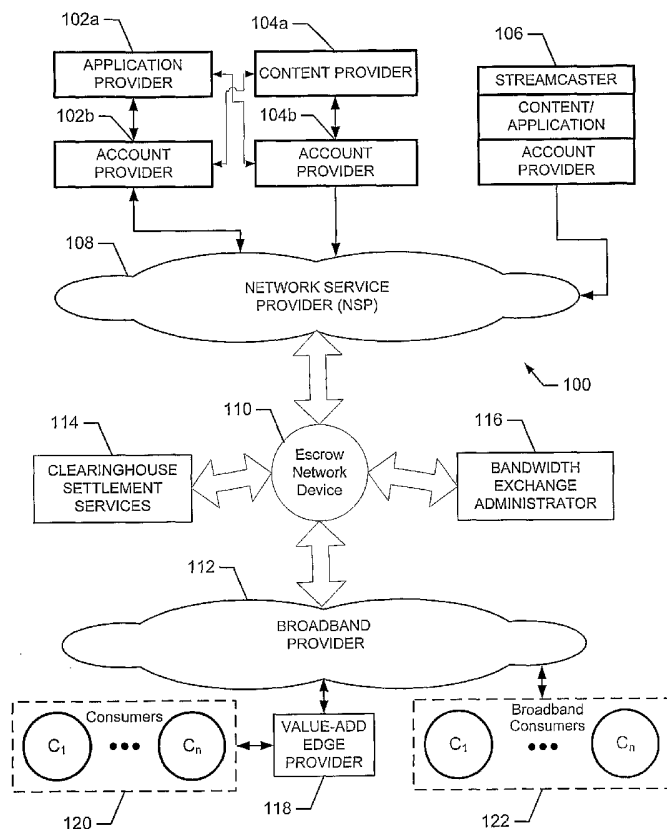 102a
104a
106
APPLICATION
PROVIDER
CONTENT PROVIDER
STREAMCASTER
CONTENT/
APPLICATION
ACCOUNT
PROVIDER
102b
104b
ACCOUNT
PROVIDER
ACCOUNT
PROVIDER
108
NETWORK SERVICE
PROVIDER (NSP)
100
110
114
116
CLEARINGHOUSE
SETTLEMENT
SERVICES
Escrow
Network
Device
BANDWIDTH
EXCHANGE
ADMINISTRATOR
112
BROADBAND
PROVIDER
Consumers
C1
•••
Cn
VALUE-ADD
EDGE
PROVIDER
Broadband
Consumers
C1
•••
Cn
120
118
122